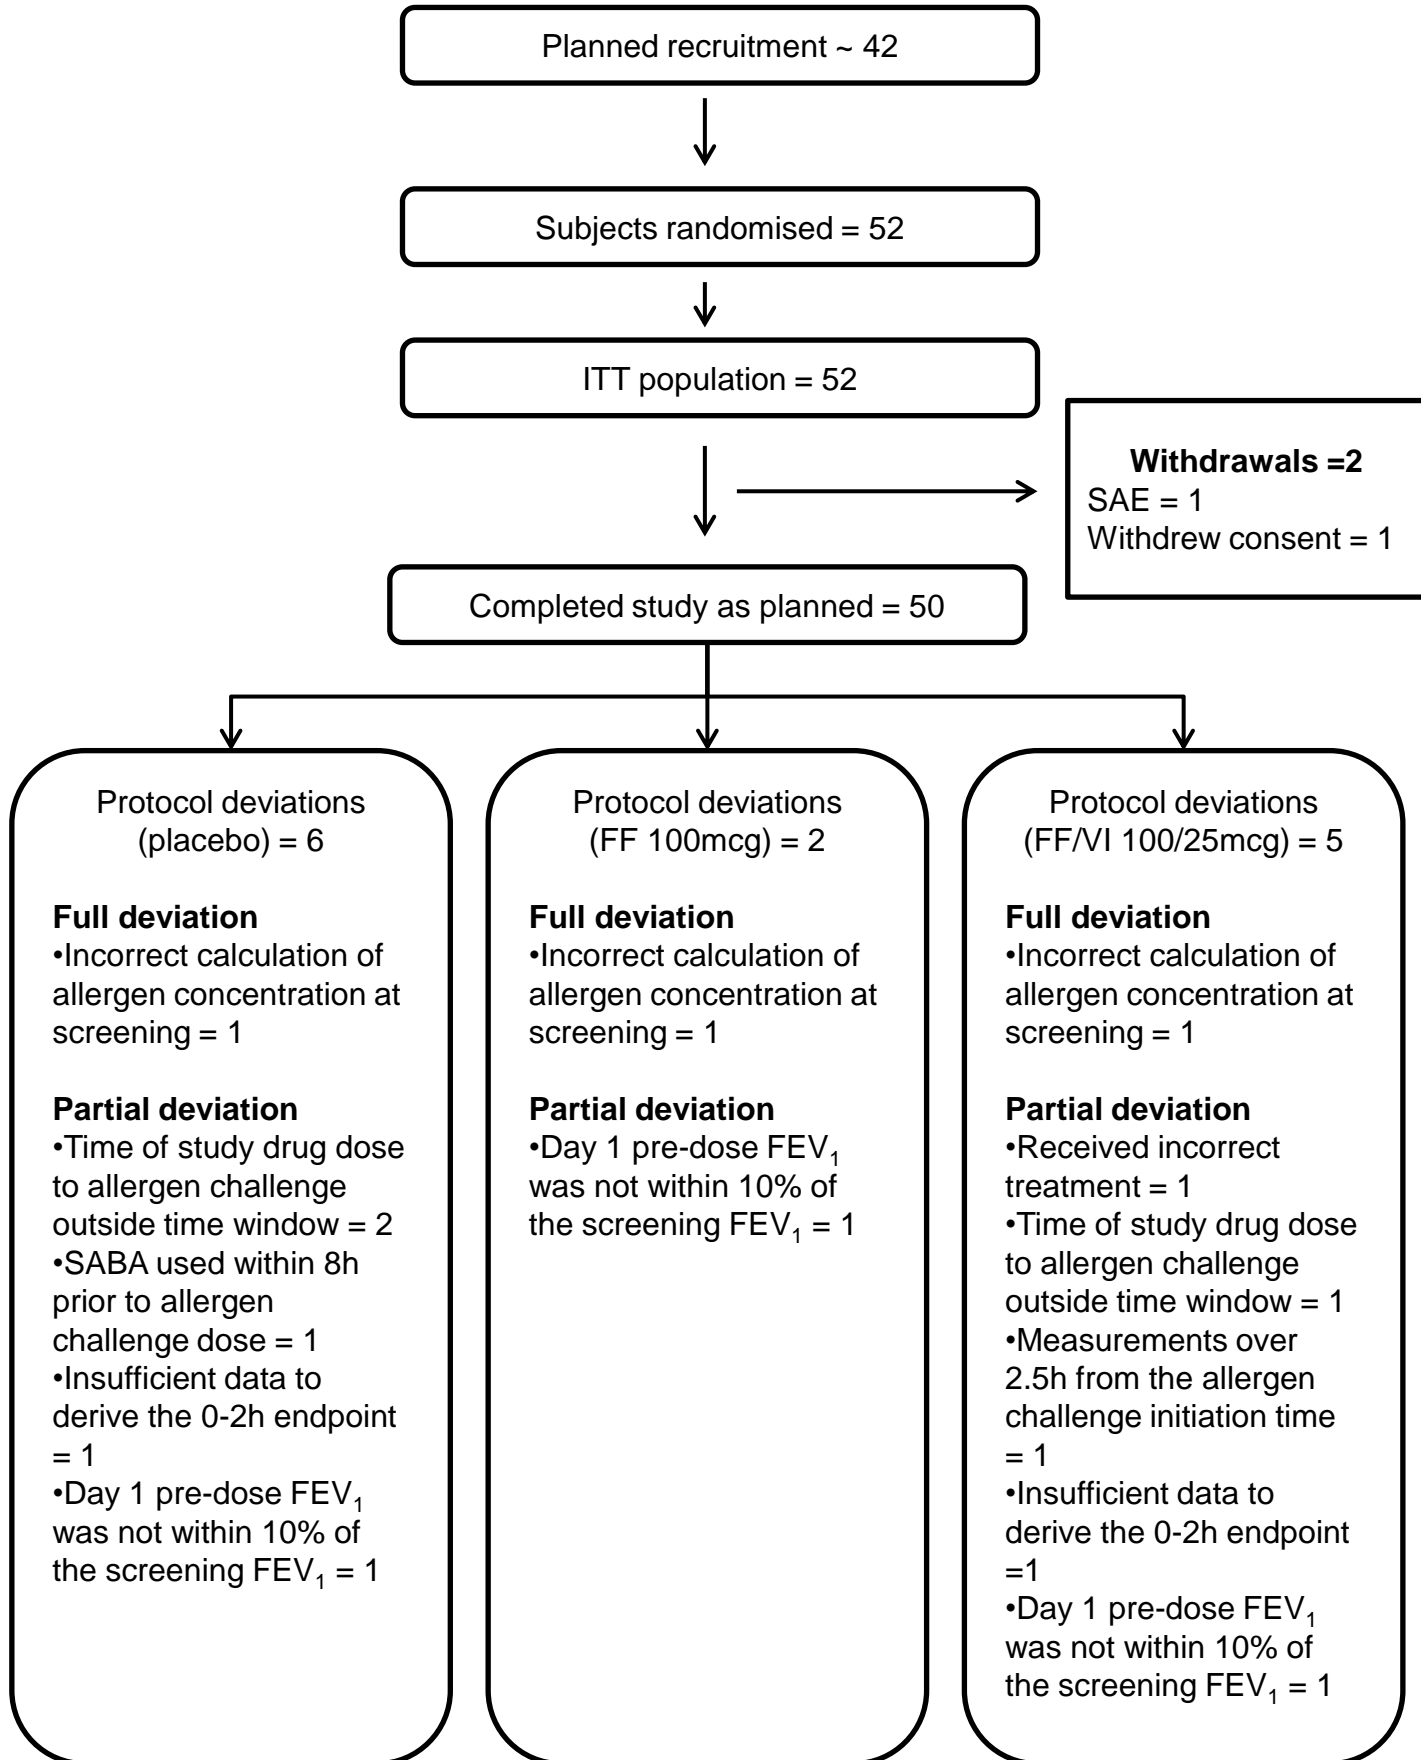 Planned recruitment ~ 42
Subjects randomised = 52
ITT population = 52
Withdrawals =2
SAE = 1
Withdrew consent = 1
Completed study as planned = 50
Protocol deviations
(placebo) = 6
Full deviation
•Incorrect calculation of
allergen concentration at
screening = 1
Partial deviation
•Time of study drug dose
to allergen challenge
outside time window = 2
•SABA used within 8h
prior to allergen
challenge dose = 1
•Insufficient data to
derive the 0-2h endpoint
= 1
•Day 1 pre-dose FEV₁
was not within 10% of
the screening FEV₁ = 1
Protocol deviations
(FF 100mcg) = 2
Full deviation
•Incorrect calculation of
allergen concentration at
screening = 1
Partial deviation
•Day 1 pre-dose FEV₁
was not within 10% of
the screening FEV₁ = 1
Protocol deviations
(FF/VI 100/25mcg) = 5
Full deviation
•Incorrect calculation of
allergen concentration at
screening = 1
Partial deviation
•Received incorrect
treatment = 1
•Time of study drug dose
to allergen challenge
outside time window = 1
•Measurements over
2.5h from the allergen
challenge initiation time
= 1
•Insufficient data to
derive the 0-2h endpoint
=1
•Day 1 pre-dose FEV₁
was not within 10% of
the screening FEV₁ = 1